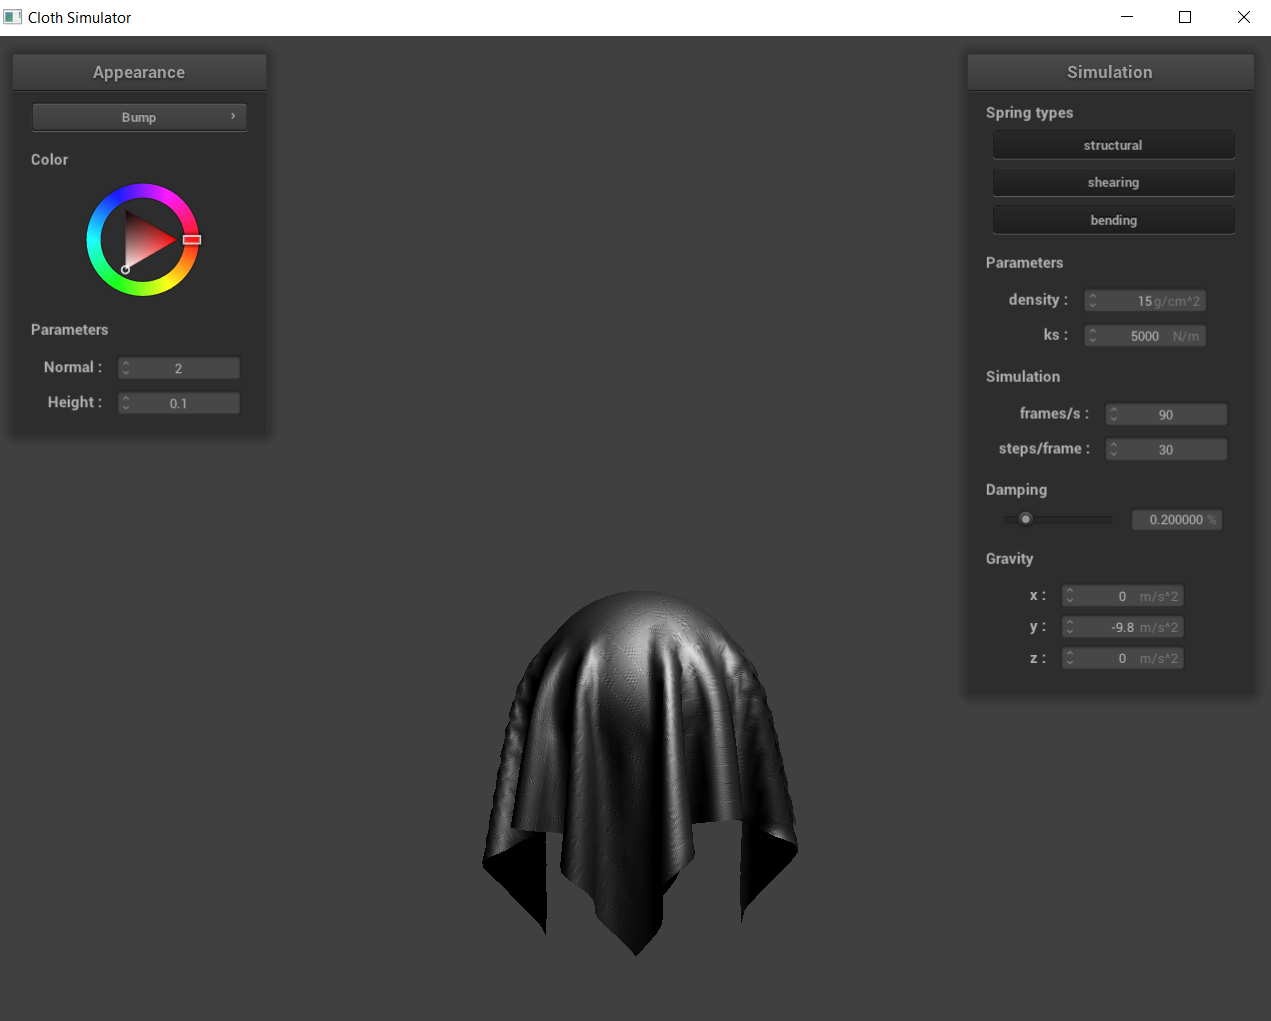 Cloth Simulator
Appearance
Bump
Color
Parameters
Normal : 2
Height : 0.1
Simulation
Spring types
structural
shearing
bending
Parameters
density : 15 g/cm^2
ks : 5000 N/m
Simulation
frames/s : 90
steps/frame : 30
Damping
0.200000 %
Gravity
x : 0 m/s^2
y : -9.8 m/s^2
z : 0 m/s^2